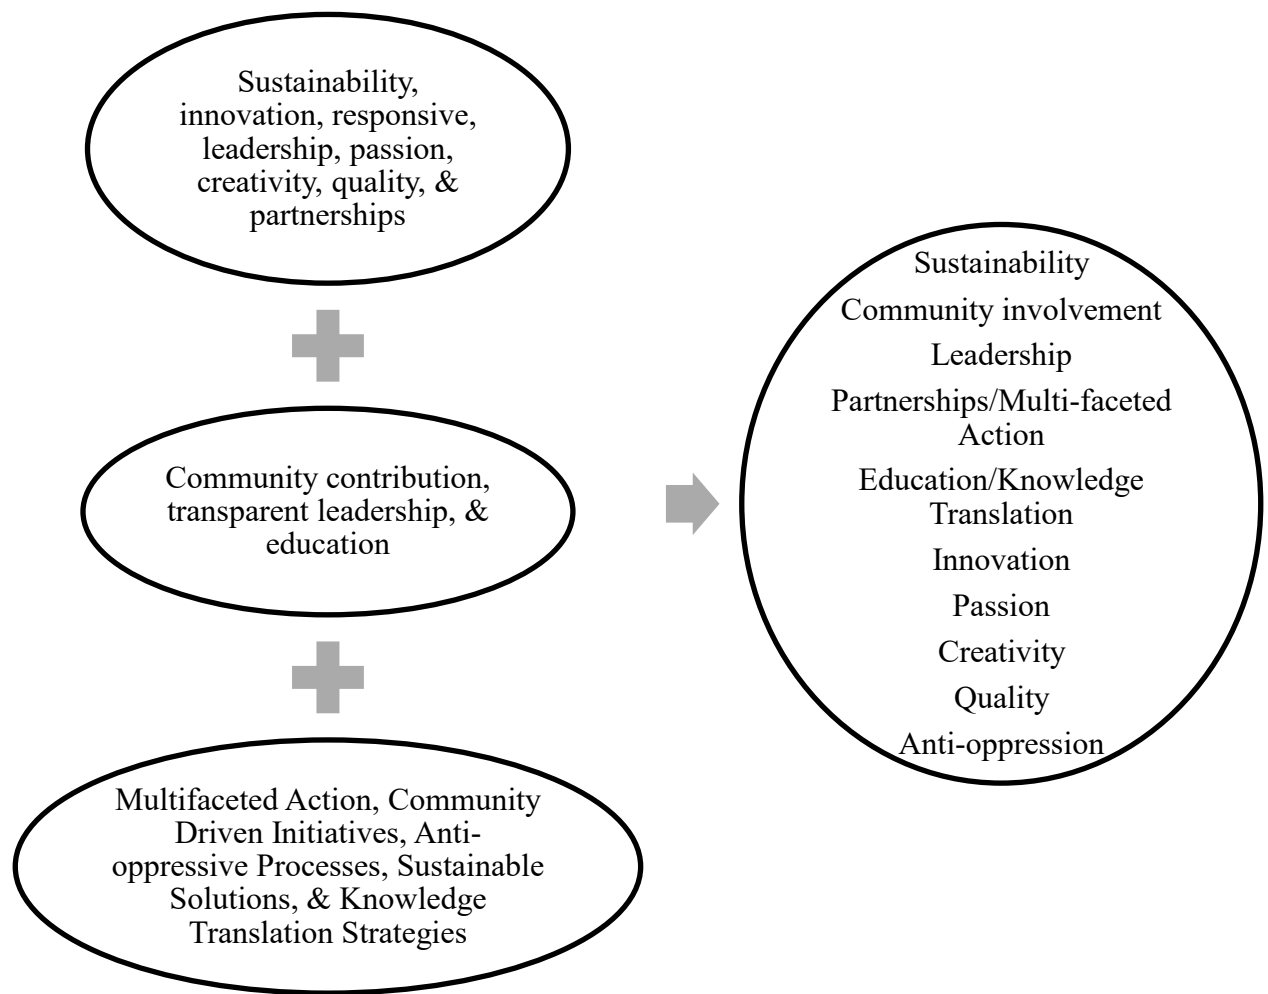 Sustainability,
innovation, responsive,
leadership, passion,
creativity, quality, &
partnerships
Community contribution,
transparent leadership, &
education
Multifaceted Action, Community
Driven Initiatives, Anti-
oppressive Processes, Sustainable
Solutions, & Knowledge
Translation Strategies
Sustainability
Community involvement
Leadership
Partnerships/Multi-faceted
Action
Education/Knowledge
Translation
Innovation
Passion
Creativity
Quality
Anti-oppression